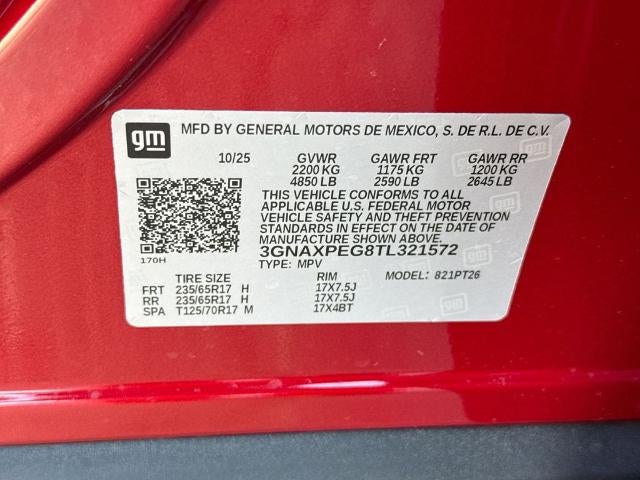 gm MFD BY GENERAL MOTORS DE MEXICO, S. DE R.L. DE C.V.
10/25 GVWR GAWR FRT GAWR RR
2200 KG 1175 KG 1200 KG
4850 LB 2590 LB 2645 LB
THIS VEHICLE CONFORMS TO ALL
APPLICABLE U.S. FEDERAL MOTOR
VEHICLE SAFETY AND THEFT PREVENTION
STANDARDS IN EFFECT ON THE DATE OF
MANUFACTURE SHOWN ABOVE.
3GNAXPEG8TL321572
170H
TYPE: MPV MODEL: 821PT26
TIRE SIZE RIM
FRT 235/65R17 H 17X7.5J
RR 235/65R17 H 17X7.5J
SPA T125/70R17 M 17X4BT